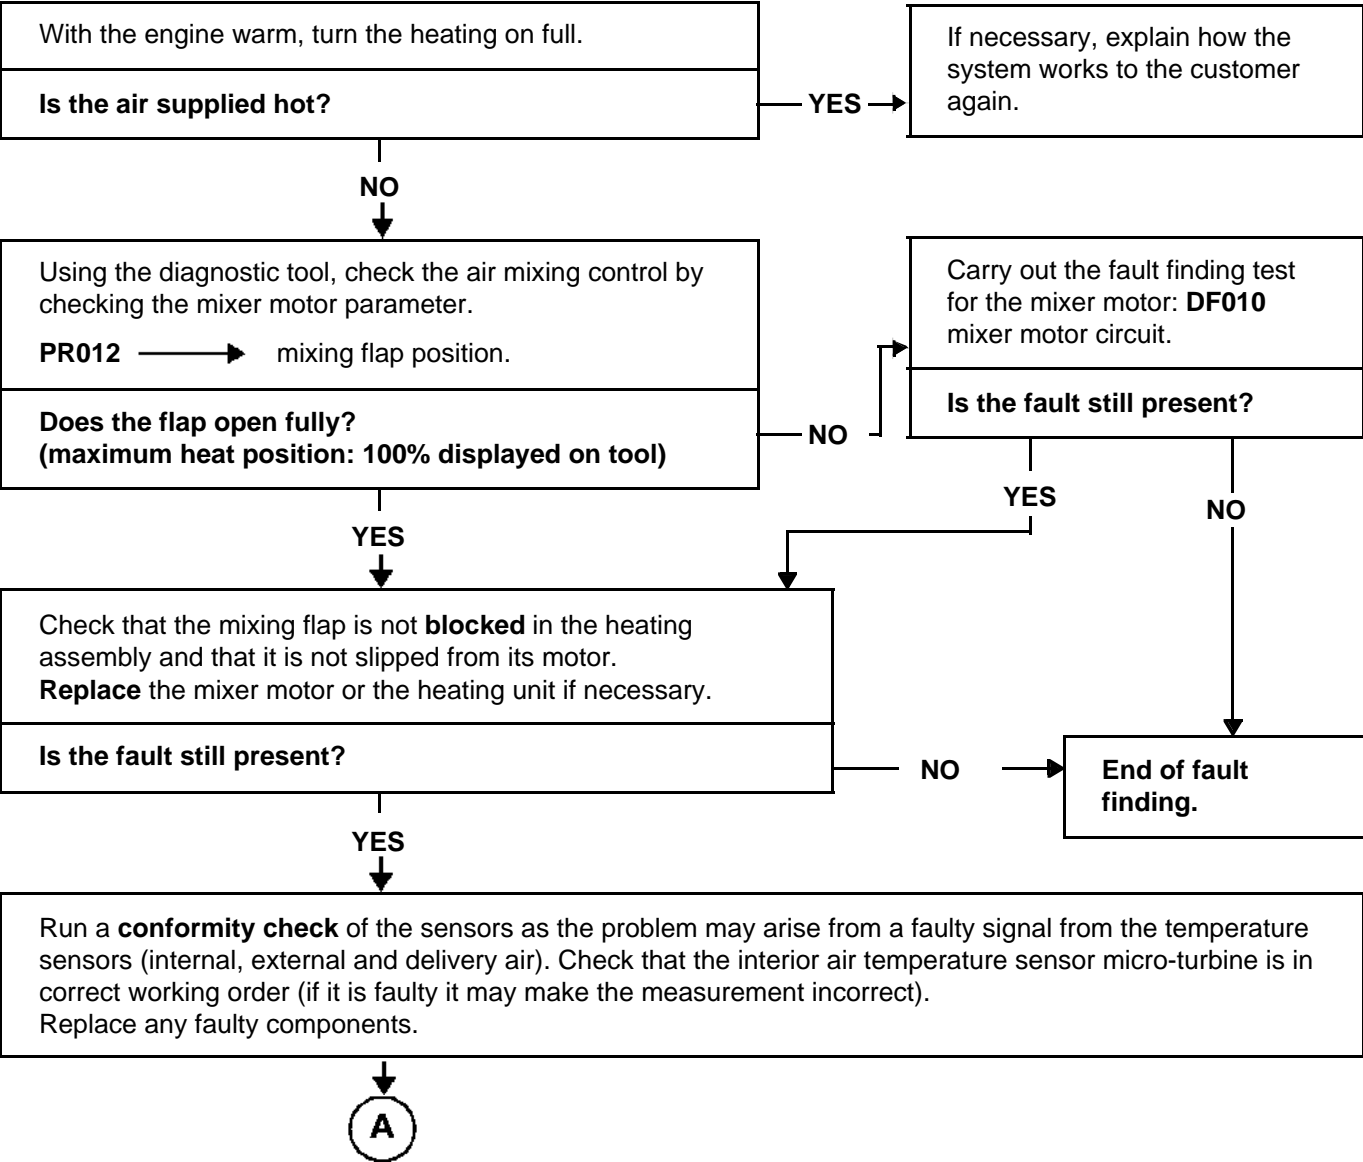 With the engine warm, turn the heating on full.
Is the air supplied hot?
YES
If necessary, explain how the
system works to the customer
again.
NO
Using the diagnostic tool, check the air mixing control by
checking the mixer motor parameter.
PR012 mixing flap position.
Does the flap open fully?
(maximum heat position: 100% displayed on tool)
NO
Carry out the fault finding test
for the mixer motor: DF010
mixer motor circuit.
Is the fault still present?
YES
NO
YES
Check that the mixing flap is not blocked in the heating
assembly and that it is not slipped from its motor.
Replace the mixer motor or the heating unit if necessary.
Is the fault still present?
NO
End of fault
finding.
YES
Run a conformity check of the sensors as the problem may arise from a faulty signal from the temperature
sensors (internal, external and delivery air). Check that the interior air temperature sensor micro-turbine is in
correct working order (if it is faulty it may make the measurement incorrect).
Replace any faulty components.
A